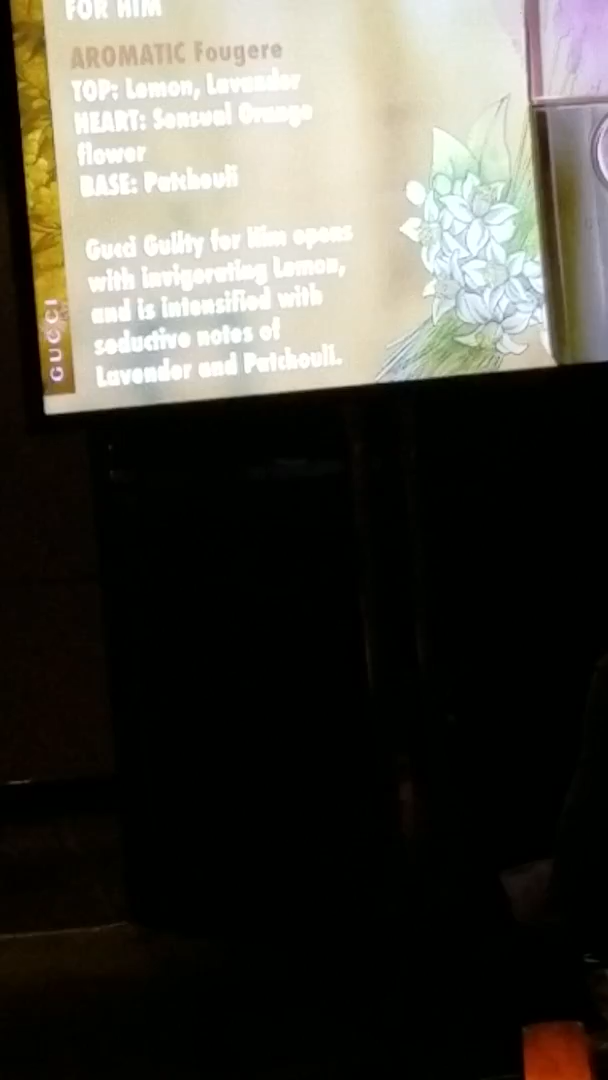 FOR HIM
AROMATIC Fougere
TOP: Lemon, Lavander
HEART: Sensual Orange
flower
BASE: Patchouli
Gucci Guilty for Him opens
with invigorating Lemon,
and is intensified with
seductive notes of
Lavender and Patchouli.
GUCCI